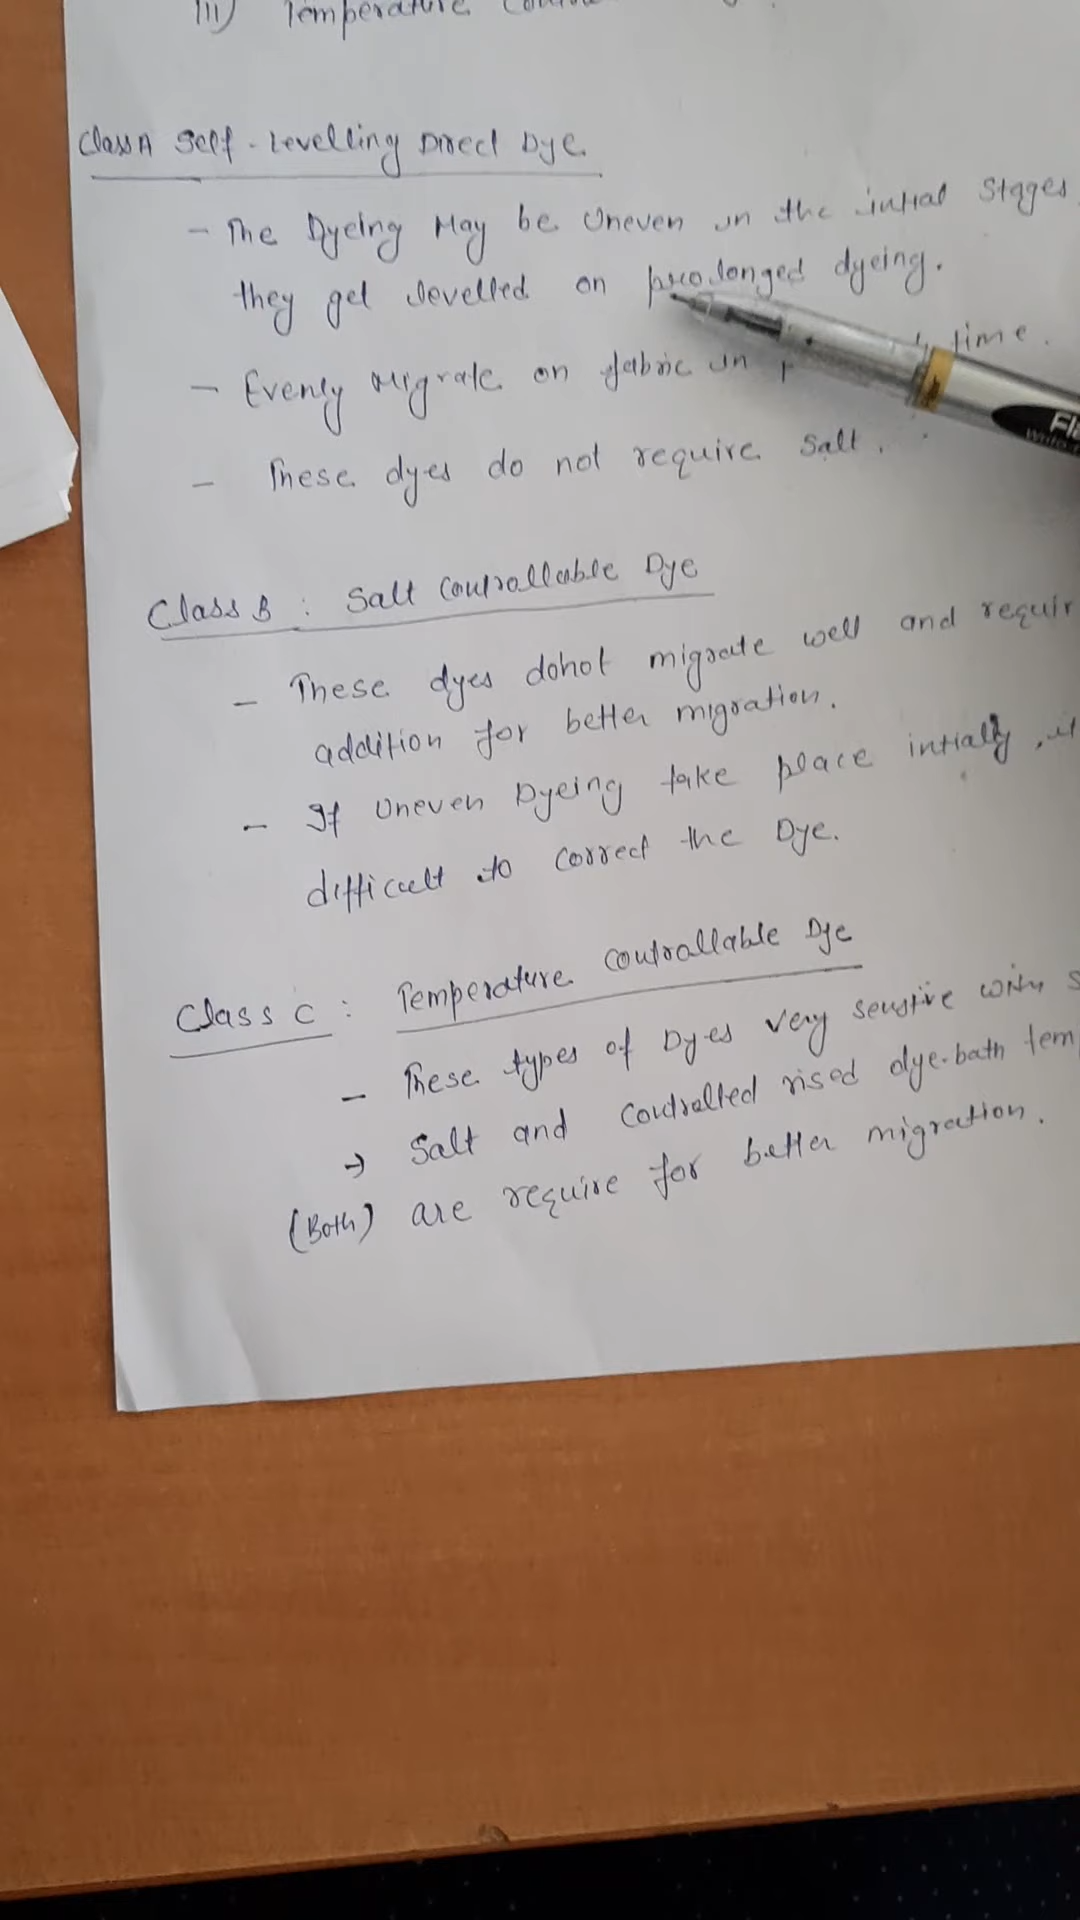 III) Temperature
Class A Self-Levelling Direct Dye
- The Dyeing May be Uneven in the initial Stages
they get levelled on prolonged dyeing.
- Evenly Migrate on fabric in time.
- These dyes do not require salt.
Class B : Salt Controllable Dye
- These dyes donot migrate well and requir
addition for better migration.
- If Uneven Dyeing take place intially, it
difficult to correct the Dye.
Class C : Temperature Controllable Dye
- These types of Dyes very senstive with s
→ Salt and Controlled rised dye-bath tem
(Both) are require for better migration.